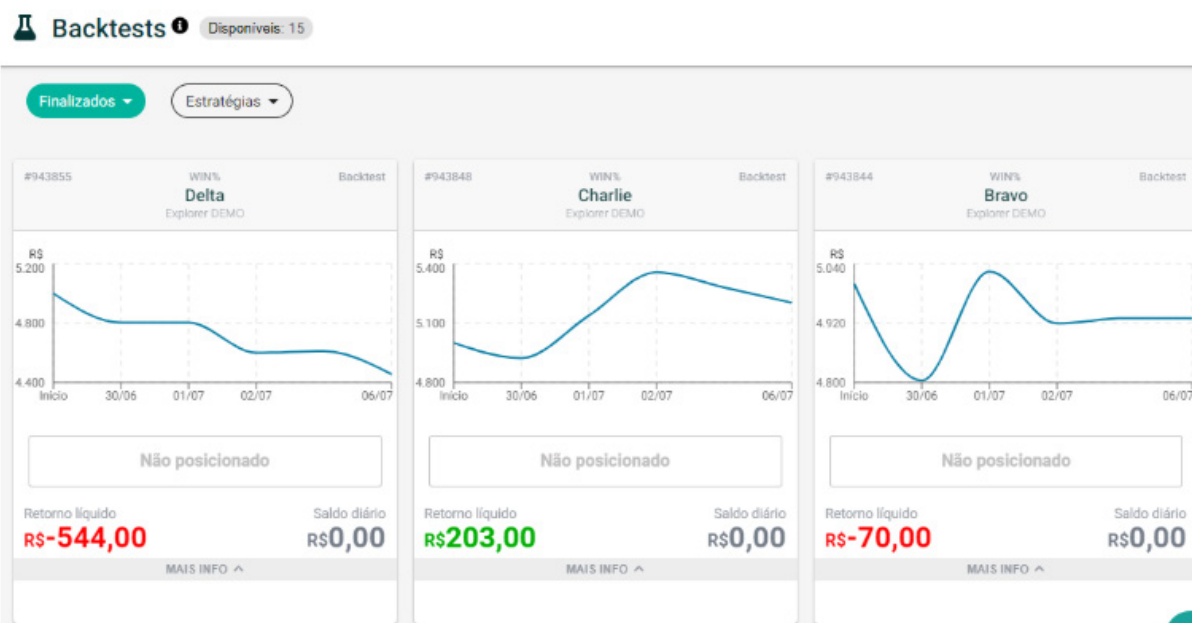 Backtests Disponíveis: 15
Finalizados Estratégias
#943855 WIN% Backtest
Delta
Explorer DEMO
R$
5.200
4.800
4.400
Início 30/06 01/07 02/07 06/07
Não posicionado
Retorno líquido Saldo diário
R$-544,00 R$0,00
MAIS INFO
#943848 WIN% Backtest
Charlie
Explorer DEMO
R$
5.400
5.100
4.800
Início 30/06 01/07 02/07 06/07
Não posicionado
Retorno líquido Saldo diário
R$203,00 R$0,00
MAIS INFO
#943844 WIN% Backtest
Bravo
Explorer DEMO
R$
5.040
4.920
4.800
Início 30/06 01/07 02/07 06/07
Não posicionado
Retorno líquido Saldo diário
R$-70,00 R$0,00
MAIS INFO